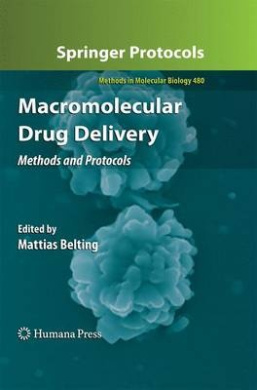 Springer Protocols
Methods in Molecular Biology 480
Macromolecular
Drug Delivery
Methods and Protocols
Edited by
Mattias Belting
Humana Press